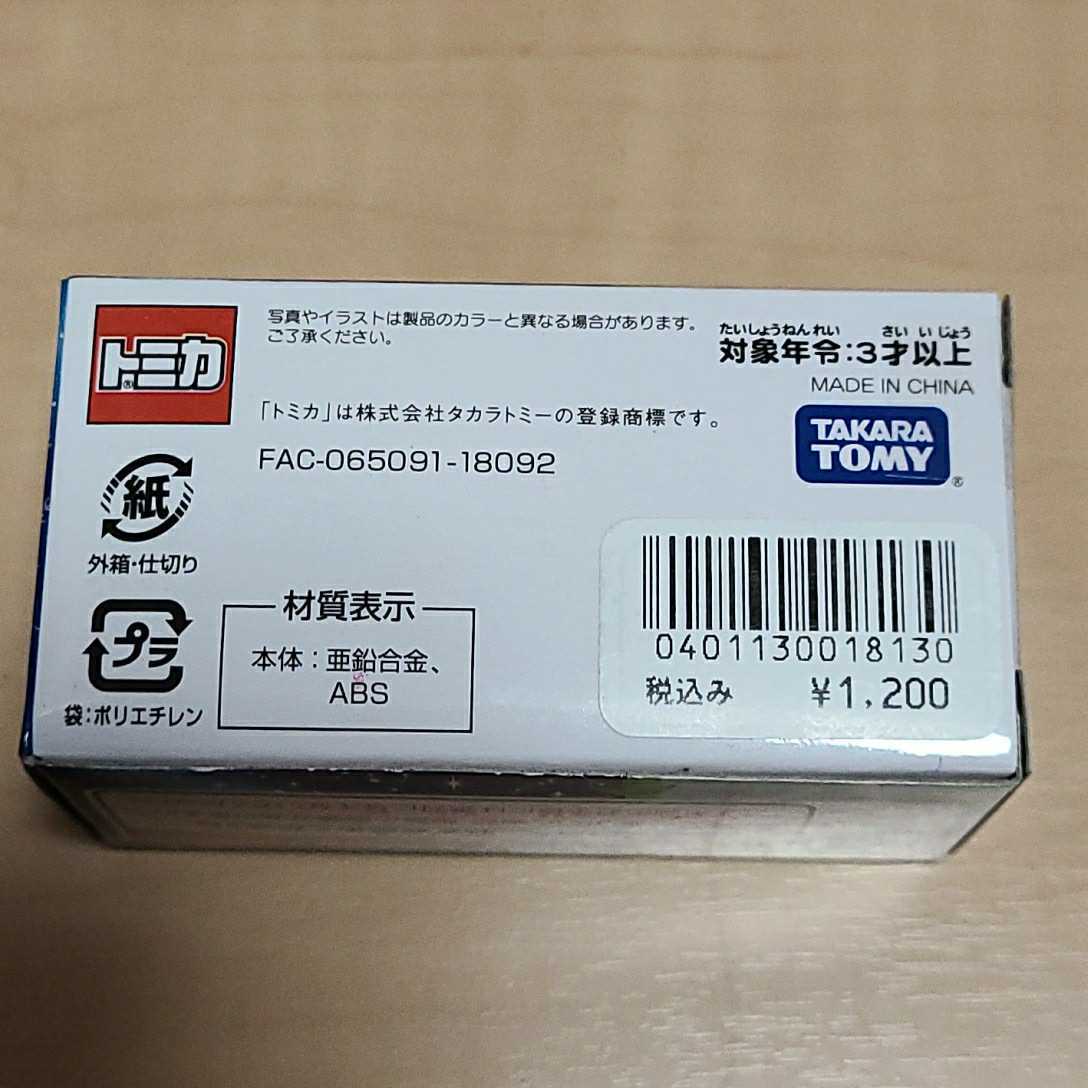 トミカ®
写真やイラストは製品のカラーと異なる場合があります。
ご了承ください。
たいしょうねんれい さい いじょう
対象年令:3才以上
MADE IN CHINA
「トミカ」は株式会社タカラトミーの登録商標です。
FAC-065091-18092
TAKARA
TOMY®
紙
外箱・仕切り
プラ
袋:ポリエチレン
材質表示
本体:亜鉛合金、
ABS
0401130018130
税込み ¥1,200